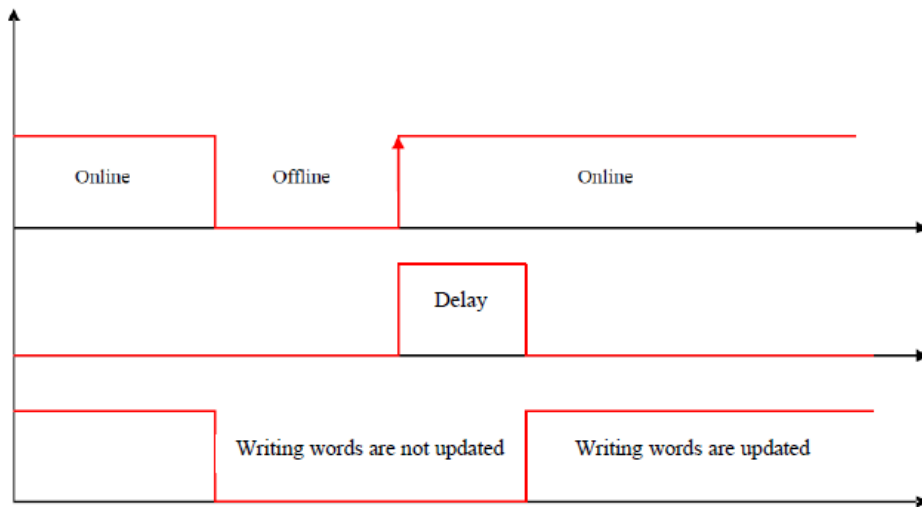 Online
Offline
Online
Delay
Writing words are not updated
Writing words are updated